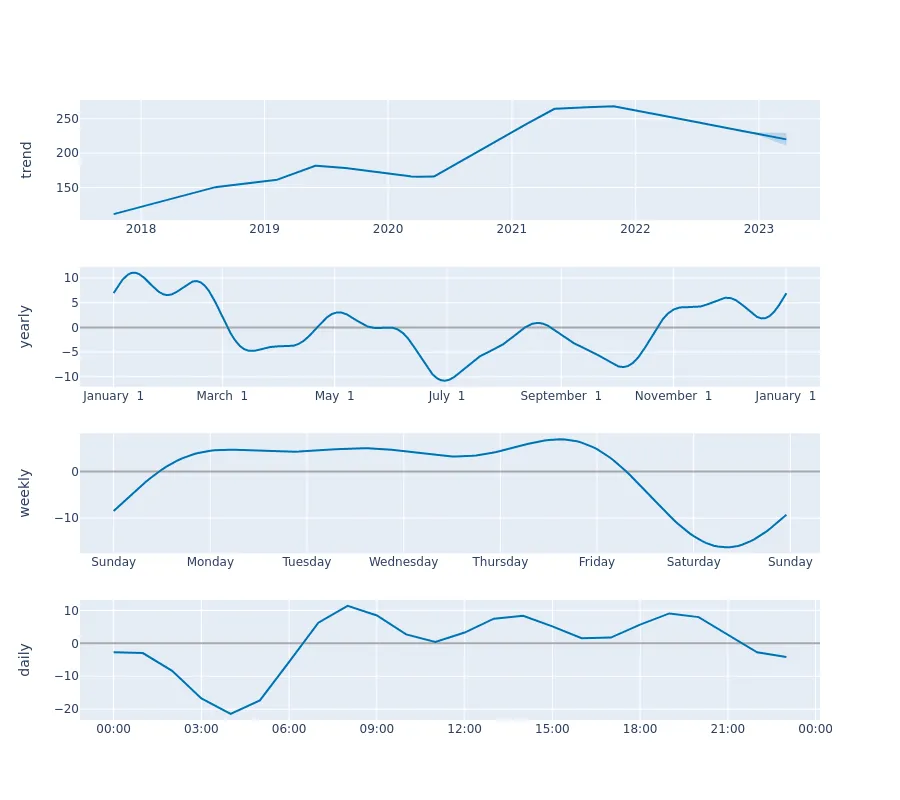 trend
250
200
150
2018 2019 2020 2021 2022 2023
yearly
10
5
0
−5
−10
January 1 March 1 May 1 July 1 September 1 November 1 January 1
weekly
0
−10
Sunday Monday Tuesday Wednesday Thursday Friday Saturday Sunday
daily
10
0
−10
−20
00:00 03:00 06:00 09:00 12:00 15:00 18:00 21:00 00:00